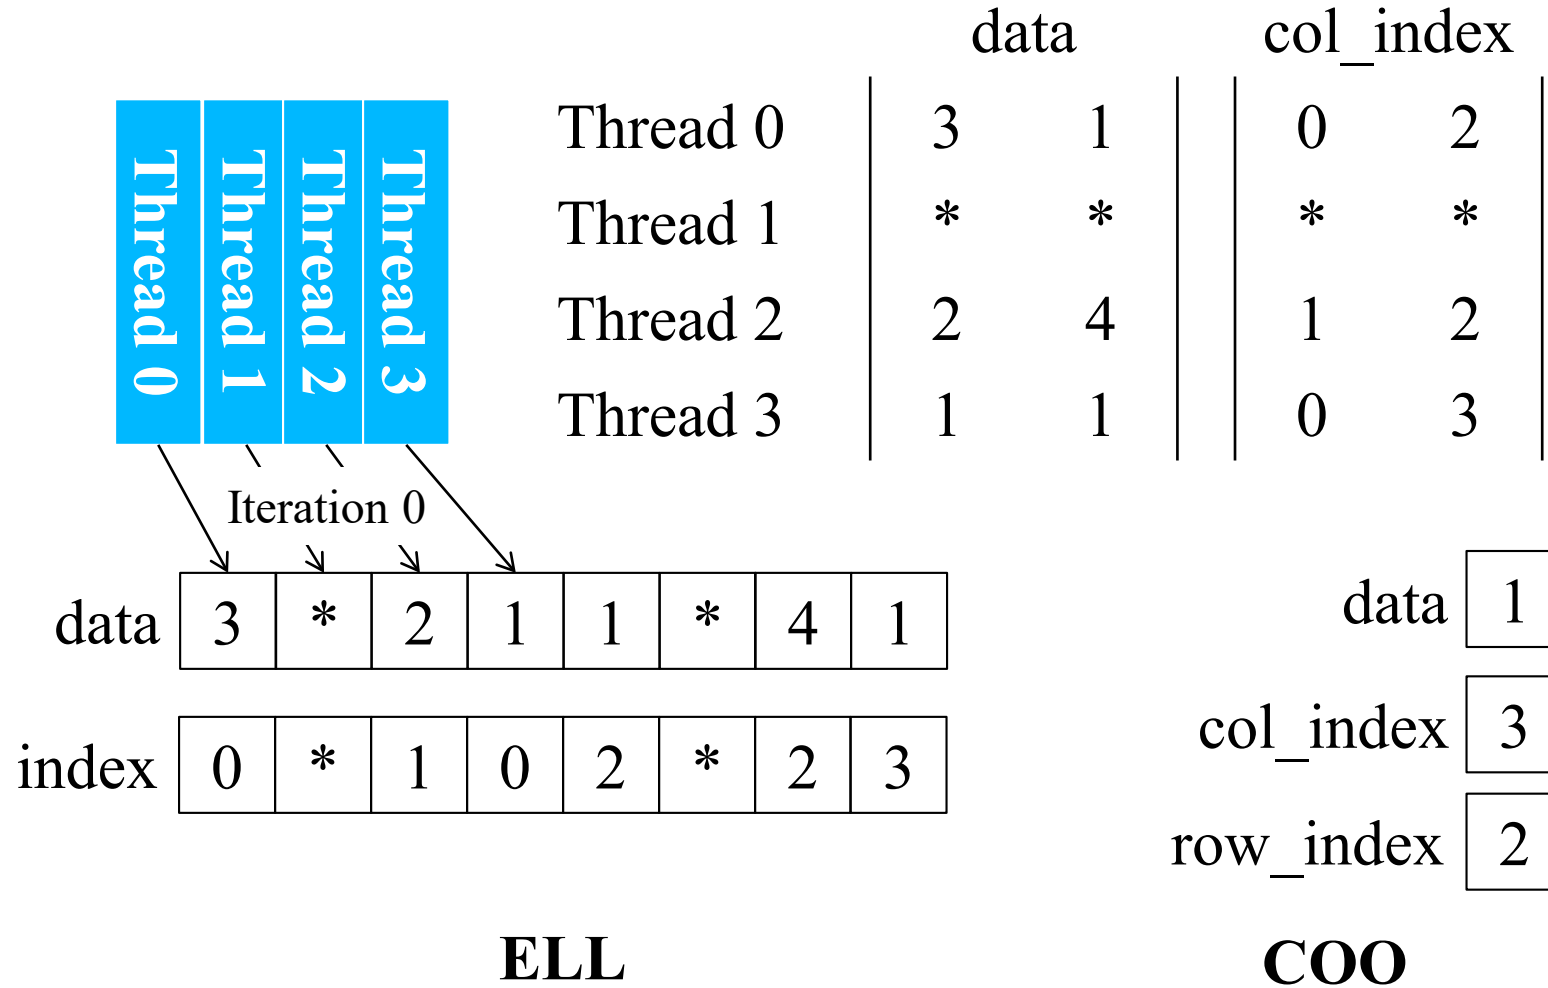 data col_index
Thread 0 3 1 0 2
Thread 1 * * * *
Thread 2 2 4 1 2
Thread 3 1 1 0 3
Thread 0
Thread 1
Thread 2
Thread 3
Iteration 0
data 3 * 2 1 1 * 4 1
index 0 * 1 0 2 * 2 3
ELL
data 1
col_index 3
row_index 2
COO